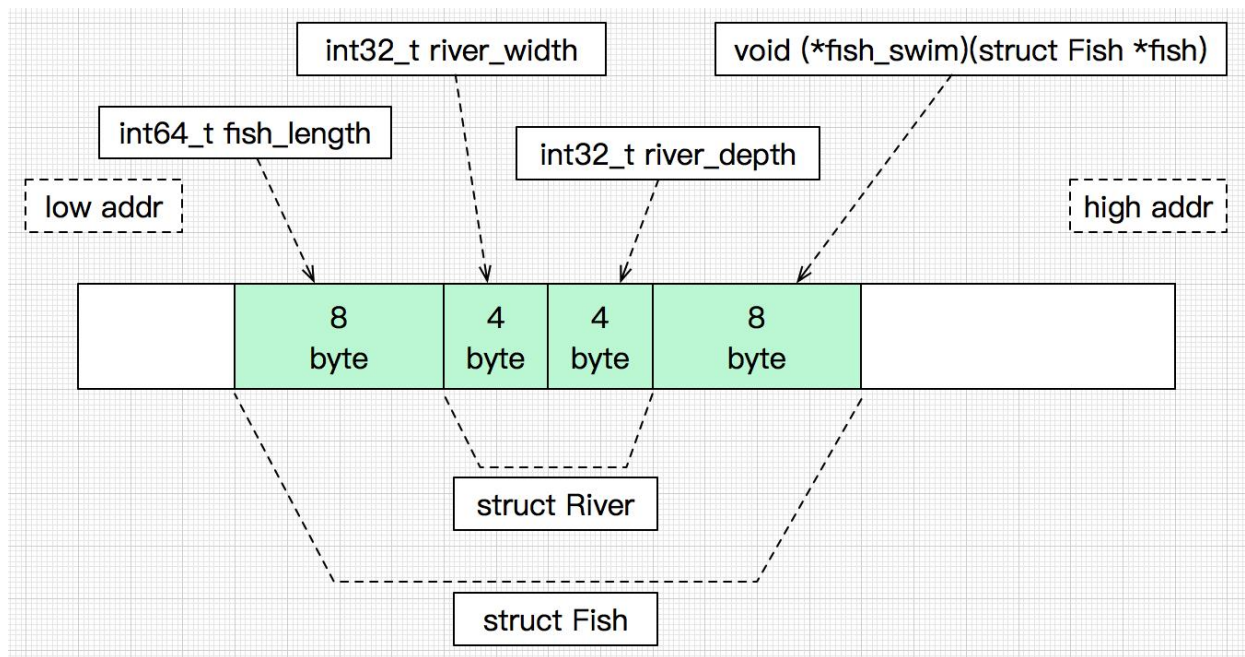 int32_t river_width
void (*fish_swim)(struct Fish *fish)
int64_t fish_length
int32_t river_depth
low addr
high addr
8
byte
4
byte
4
byte
8
byte
struct River
struct Fish